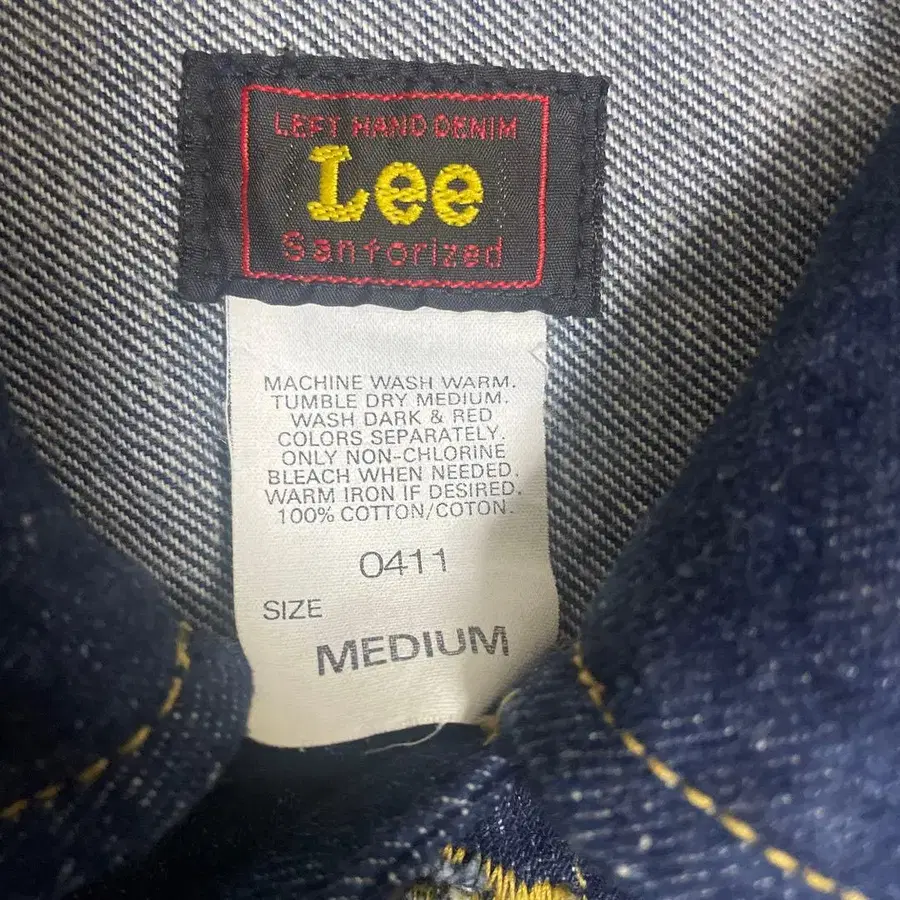 LEFT HAND DENIM
Lee
Sanforized
MACHINE WASH WARM.
TUMBLE DRY MEDIUM.
WASH DARK & RED
COLORS SEPARATELY.
ONLY NON-CHLORINE
BLEACH WHEN NEEDED.
WARM IRON IF DESIRED.
100% COTTON/COTON.
0411
SIZE
MEDIUM